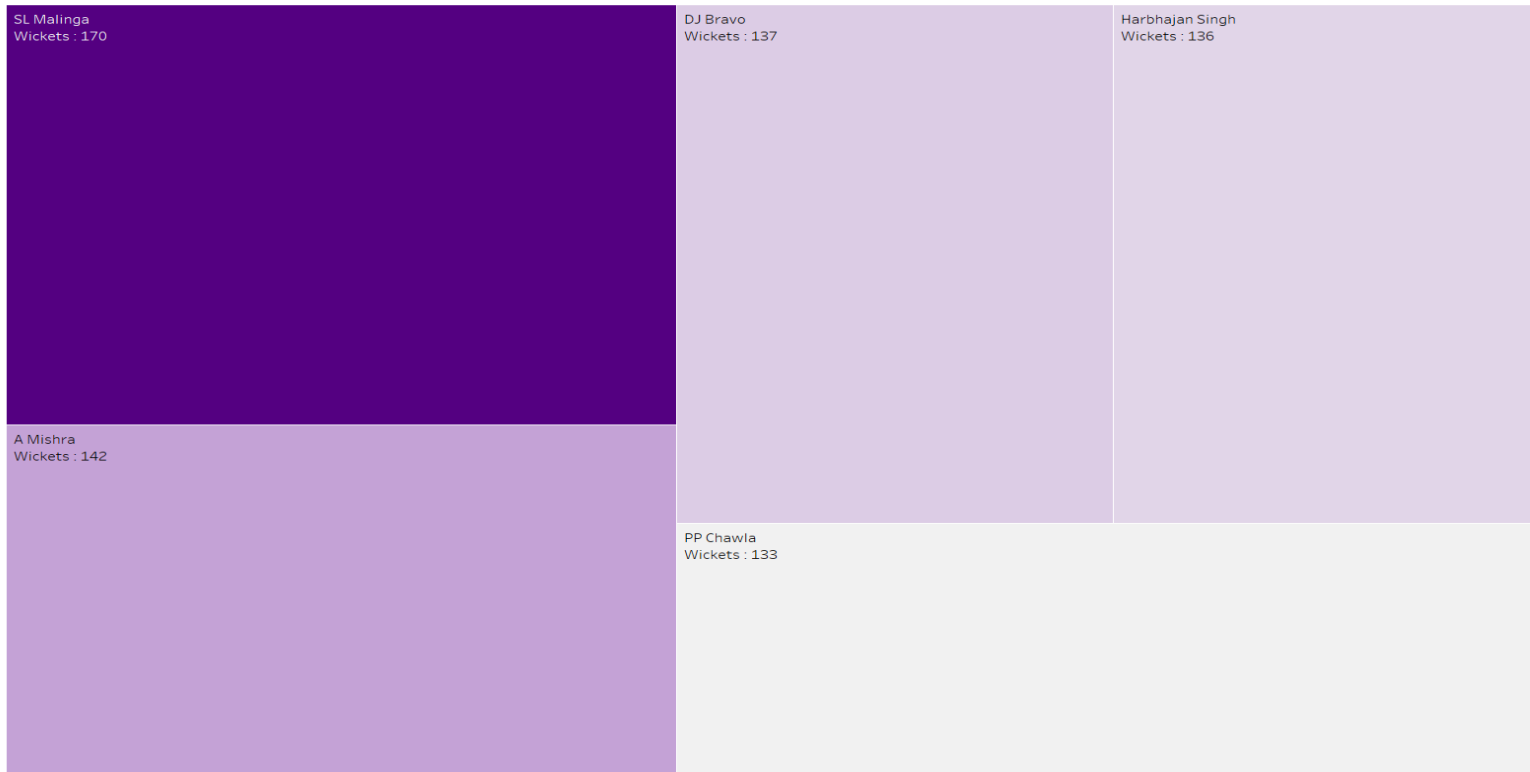 SL Malinga
Wickets : 170
DJ Bravo
Wickets : 137
Harbhajan Singh
Wickets : 136
A Mishra
Wickets : 142
PP Chawla
Wickets : 133